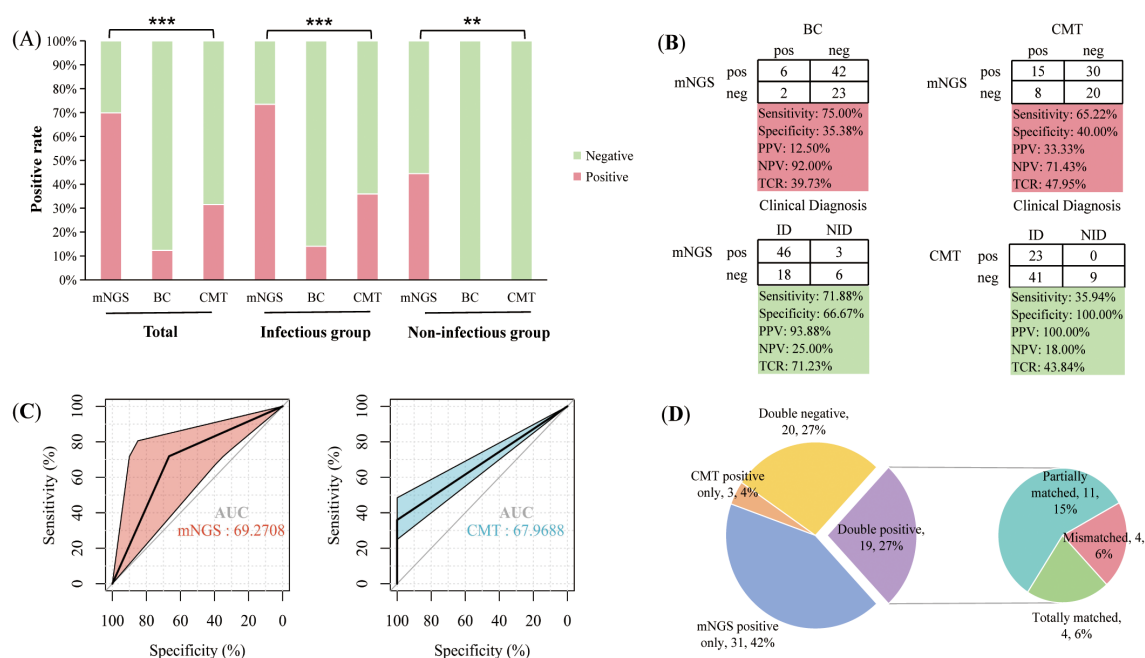 (A)
***
***
**
100%
90%
80%
70%
60%
50%
40%
30%
20%
10%
0%
Positive rate
mNGS BC CMT mNGS BC CMT mNGS BC CMT
Total Infectious group Non-infectious group
Negative
Positive
(B)
BC
pos neg
mNGS
pos 6 42
neg 2 23
Sensitivity: 75.00%
Specificity: 35.38%
PPV: 12.50%
NPV: 92.00%
TCR: 39.73%
CMT
pos neg
mNGS
pos 15 30
neg 8 20
Sensitivity: 65.22%
Specificity: 40.00%
PPV: 33.33%
NPV: 71.43%
TCR: 47.95%
Clinical Diagnosis
ID NID
mNGS
pos 46 3
neg 18 6
Sensitivity: 71.88%
Specificity: 66.67%
PPV: 93.88%
NPV: 25.00%
TCR: 71.23%
Clinical Diagnosis
ID NID
CMT
pos 23 0
neg 41 9
Sensitivity: 35.94%
Specificity: 100.00%
PPV: 100.00%
NPV: 18.00%
TCR: 43.84%
(C)
Sensitivity (%)
100
80
60
40
20
0
AUC
mNGS : 69.2708
100 80 60 40 20 0
Specificity (%)
Sensitivity (%)
100
80
60
40
20
0
AUC
CMT : 67.9688
100 80 60 40 20 0
Specificity (%)
(D)
Double negative,
20, 27%
CMT positive
only, 3, 4%
Double positive,
19, 27%
mNGS positive
only, 31, 42%
Partially
matched, 11,
15%
Mismatched, 4,
6%
Totally matched,
4, 6%